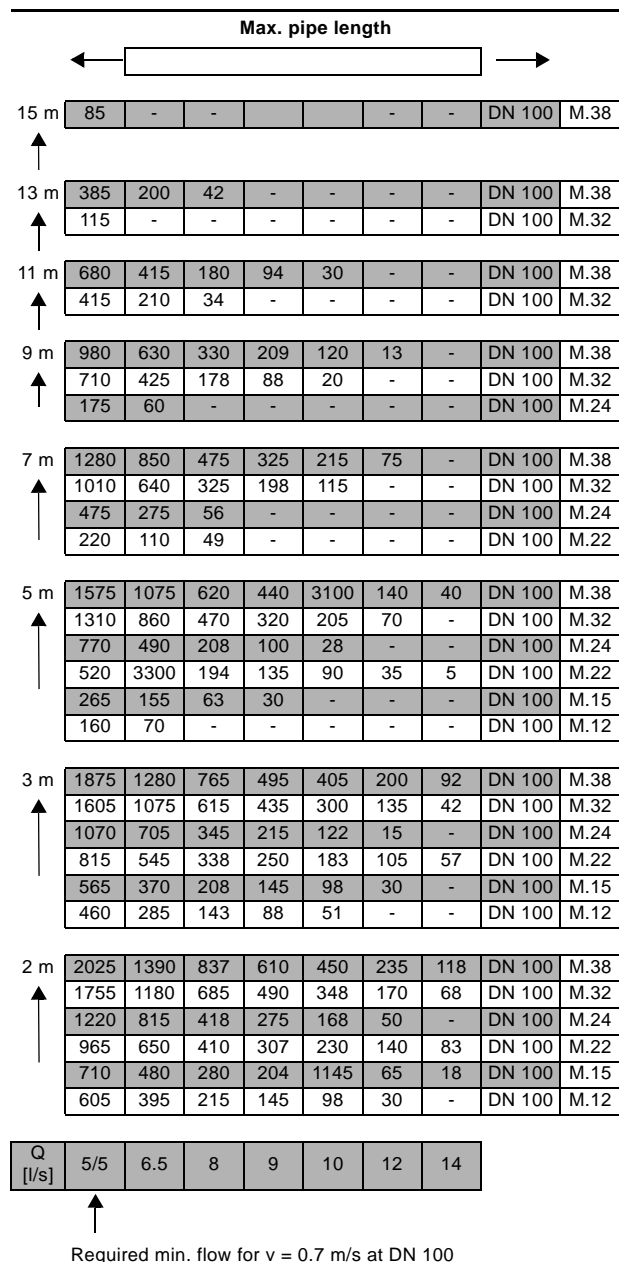 Max. pipe length
15 m 85 - - - - DN 100 M.38
13 m 385 200 42 - - - - DN 100 M.38
115 - - - - - - DN 100 M.32
11 m 680 415 180 94 30 - - DN 100 M.38
415 210 34 - - - - DN 100 M.32
9 m 980 630 330 209 120 13 - DN 100 M.38
710 425 178 88 20 - - DN 100 M.32
175 60 - - - - - DN 100 M.24
7 m 1280 850 475 325 215 75 - DN 100 M.38
1010 640 325 198 115 - - DN 100 M.32
475 275 56 - - - - DN 100 M.24
220 110 49 - - - - DN 100 M.22
5 m 1575 1075 620 440 3100 140 40 DN 100 M.38
1310 860 470 320 205 70 - DN 100 M.32
770 490 208 100 28 - - DN 100 M.24
520 3300 194 135 90 35 5 DN 100 M.22
265 155 63 30 - - - DN 100 M.15
160 70 - - - - - DN 100 M.12
3 m 1875 1280 765 495 405 200 92 DN 100 M.38
1605 1075 615 435 300 135 42 DN 100 M.32
1070 705 345 215 122 15 - DN 100 M.24
815 545 338 250 183 105 57 DN 100 M.22
565 370 208 145 98 30 - DN 100 M.15
460 285 143 88 51 - - DN 100 M.12
2 m 2025 1390 837 610 450 235 118 DN 100 M.38
1755 1180 685 490 348 170 68 DN 100 M.32
1220 815 418 275 168 50 - DN 100 M.24
965 650 410 307 230 140 83 DN 100 M.22
710 480 280 204 1145 65 18 DN 100 M.15
605 395 215 145 98 30 - DN 100 M.12
Q
[l/s] 5/5 6.5 8 9 10 12 14
Required min. flow for v = 0.7 m/s at DN 100